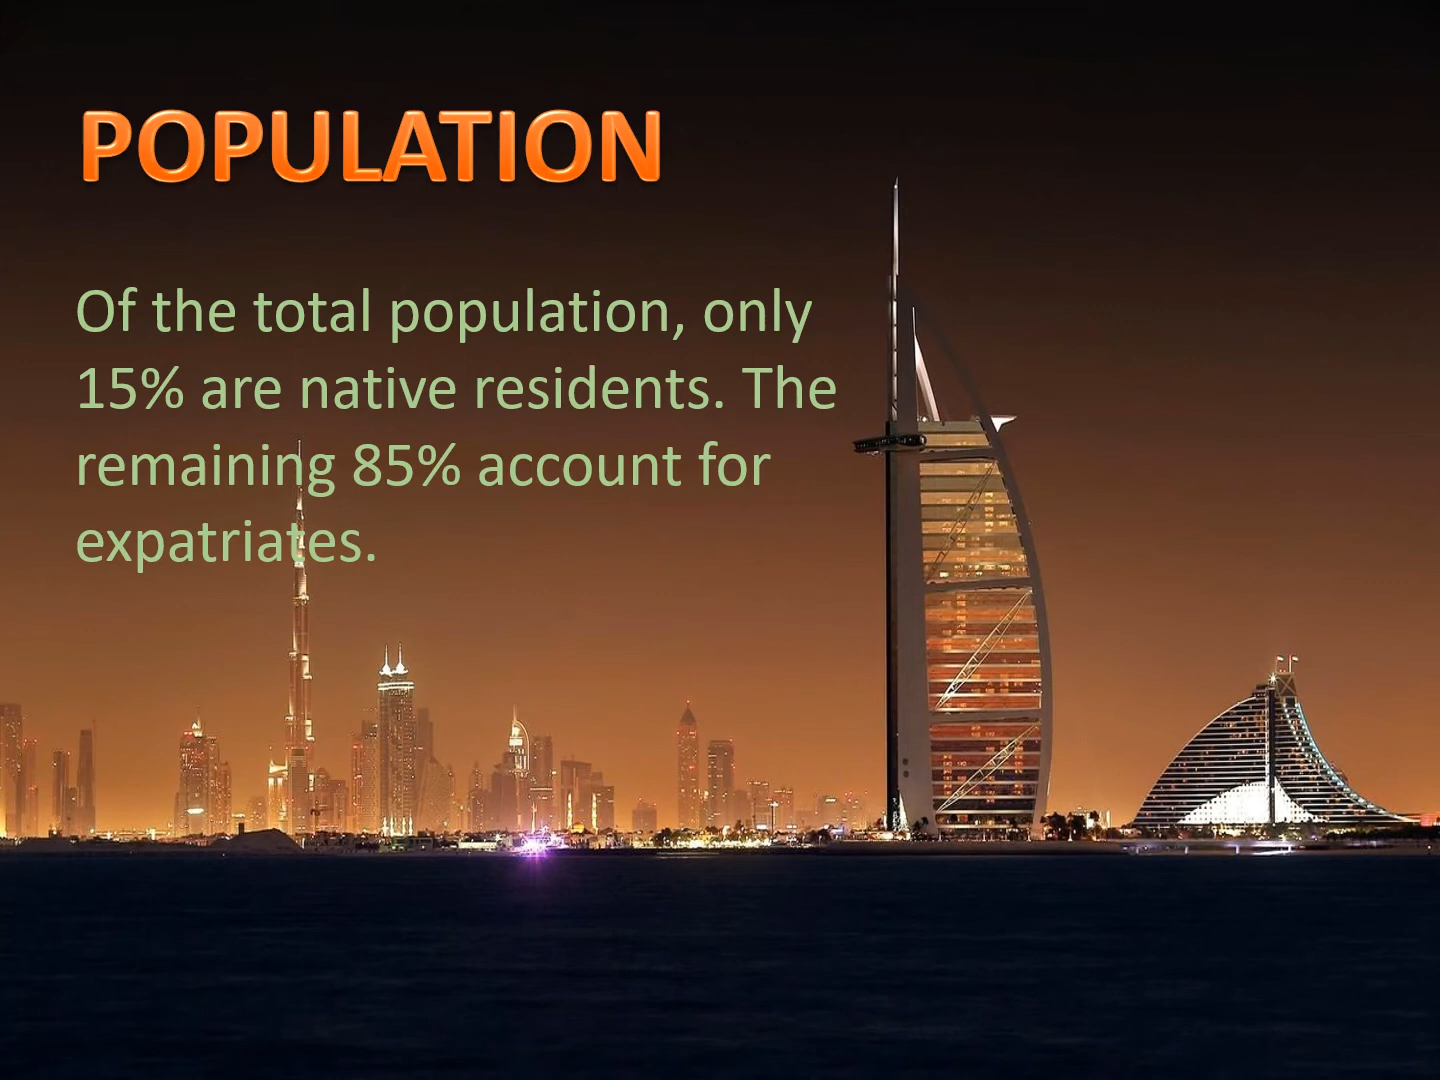 POPULATION
Of the total population, only
15% are native residents. The
remaining 85% account for
expatriates.